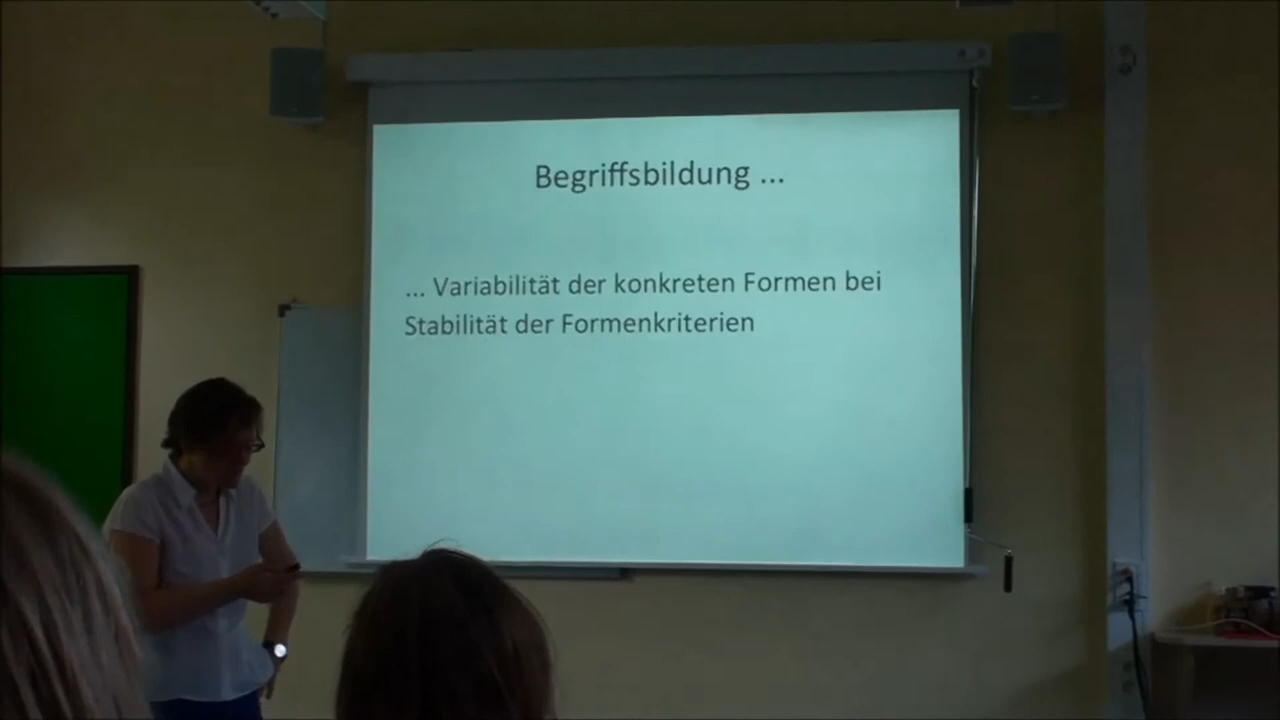 Begriffsbildung ...
... Variabilität der konkreten Formen bei
Stabilität der Formenkriterien